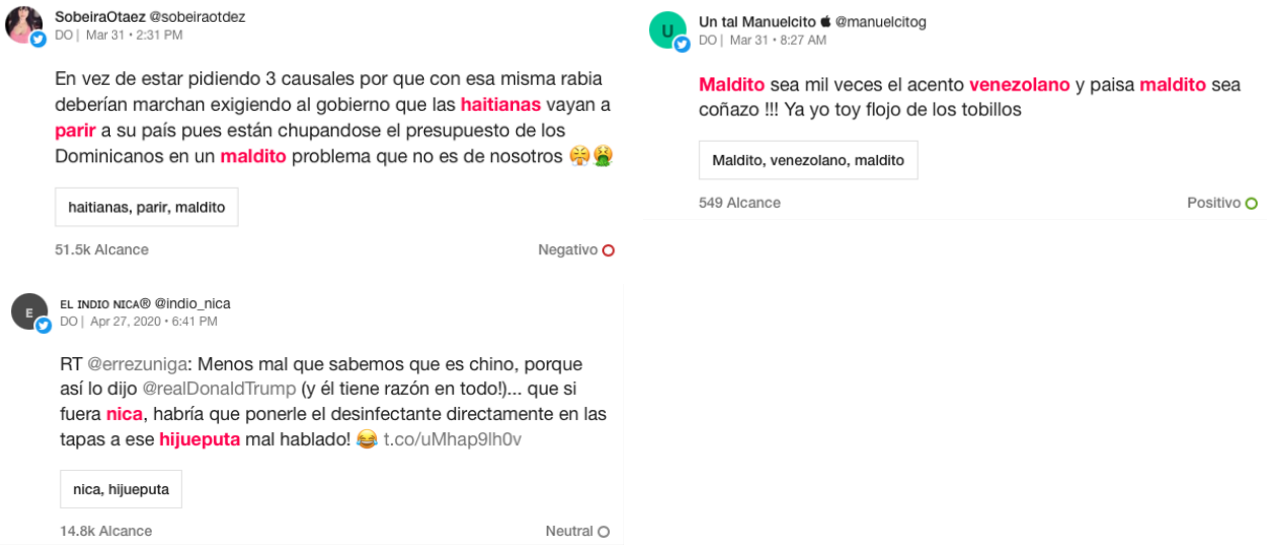 SobeiraOtaez @sobeiraotdez
DO | Mar 31 • 2:31 PM
En vez de estar pidiendo 3 causales por que con esa misma rabia
deberían marchan exigiendo al gobierno que las haitianas vayan a
parir a su país pues están chupandose el presupuesto de los
Dominicanos en un maldito problema que no es de nosotros 😤🤮
haitianas, parir, maldito
51.5k Alcance
Negativo
U
Un tal Manuelcito  @manuelcitog
DO | Mar 31 • 8:27 AM
Maldito sea mil veces el acento venezolano y paisa maldito sea
coñazo !!! Ya yo toy flojo de los tobillos
Maldito, venezolano, maldito
549 Alcance
Positivo
E
ᴇʟ ɪɴᴅɪᴏ ɴɪᴄᴀ® @indio_nica
DO | Apr 27, 2020 • 6:41 PM
RT @errezuniga: Menos mal que sabemos que es chino, porque
así lo dijo @realDonaldTrump (y él tiene razón en todo!)... que si
fuera nica, habría que ponerle el desinfectante directamente en las
tapas a ese hijueputa mal hablado! 😂 t.co/uMhap9lh0v
nica, hijueputa
14.8k Alcance
Neutral